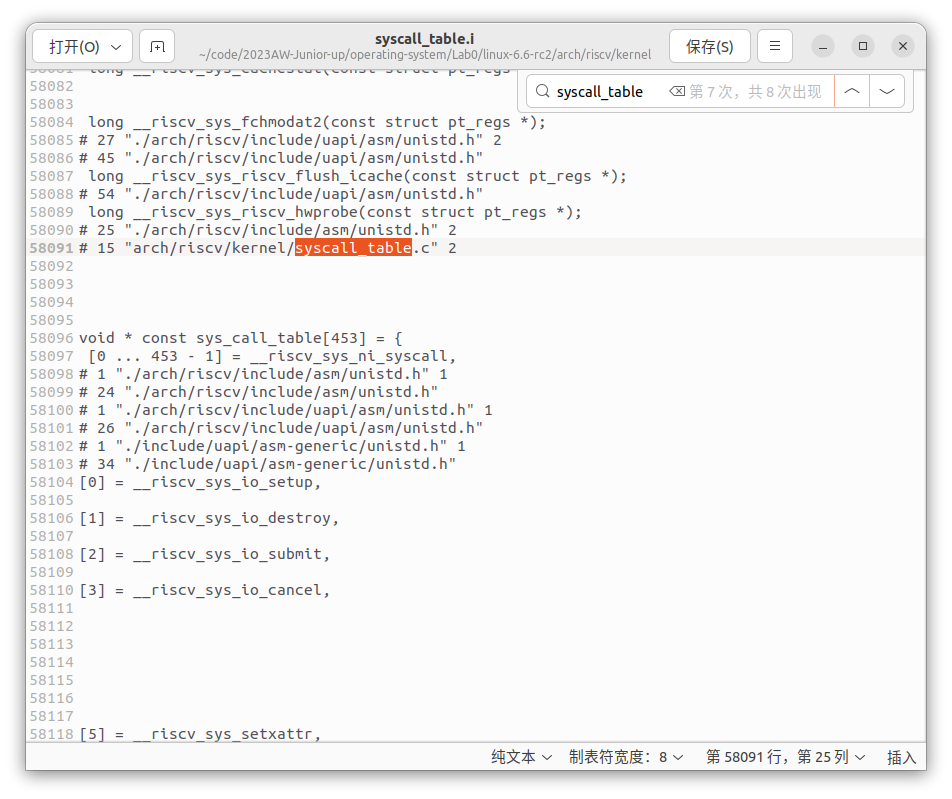 打开(O)
syscall_table.i
~/code/2023AW-Junior-up/operating-system/Lab0/linux-6.6-rc2/arch/riscv/kernel
保存(S)
syscall_table
第 7 次，共 8 次出现
58082
58083
58084 long __riscv_sys_fchmodat2(const struct pt_regs *);
58085 # 27 "./arch/riscv/include/uapi/asm/unistd.h" 2
58086 # 45 "./arch/riscv/include/uapi/asm/unistd.h"
58087 long __riscv_sys_riscv_flush_icache(const struct pt_regs *);
58088 # 54 "./arch/riscv/include/uapi/asm/unistd.h"
58089 long __riscv_sys_riscv_hwprobe(const struct pt_regs *);
58090 # 25 "./arch/riscv/include/asm/unistd.h" 2
58091 # 15 "arch/riscv/kernel/syscall_table.c" 2
58092
58093
58094
58095
58096 void * const sys_call_table[453] = {
58097 [0 ... 453 - 1] = __riscv_sys_ni_syscall,
58098 # 1 "./arch/riscv/include/asm/unistd.h" 1
58099 # 24 "./arch/riscv/include/asm/unistd.h"
58100 # 1 "./arch/riscv/include/uapi/asm/unistd.h" 1
58101 # 26 "./arch/riscv/include/uapi/asm/unistd.h"
58102 # 1 "./include/uapi/asm-generic/unistd.h" 1
58103 # 34 "./include/uapi/asm-generic/unistd.h"
58104 [0] = __riscv_sys_io_setup,
58105
58106 [1] = __riscv_sys_io_destroy,
58107
58108 [2] = __riscv_sys_io_submit,
58109
58110 [3] = __riscv_sys_io_cancel,
58111
58112
58113
58114
58115
58116
58117
58118 [5] = __riscv_sys_setxattr,
纯文本 制表符宽度：8 第 58091 行，第 25 列 插入